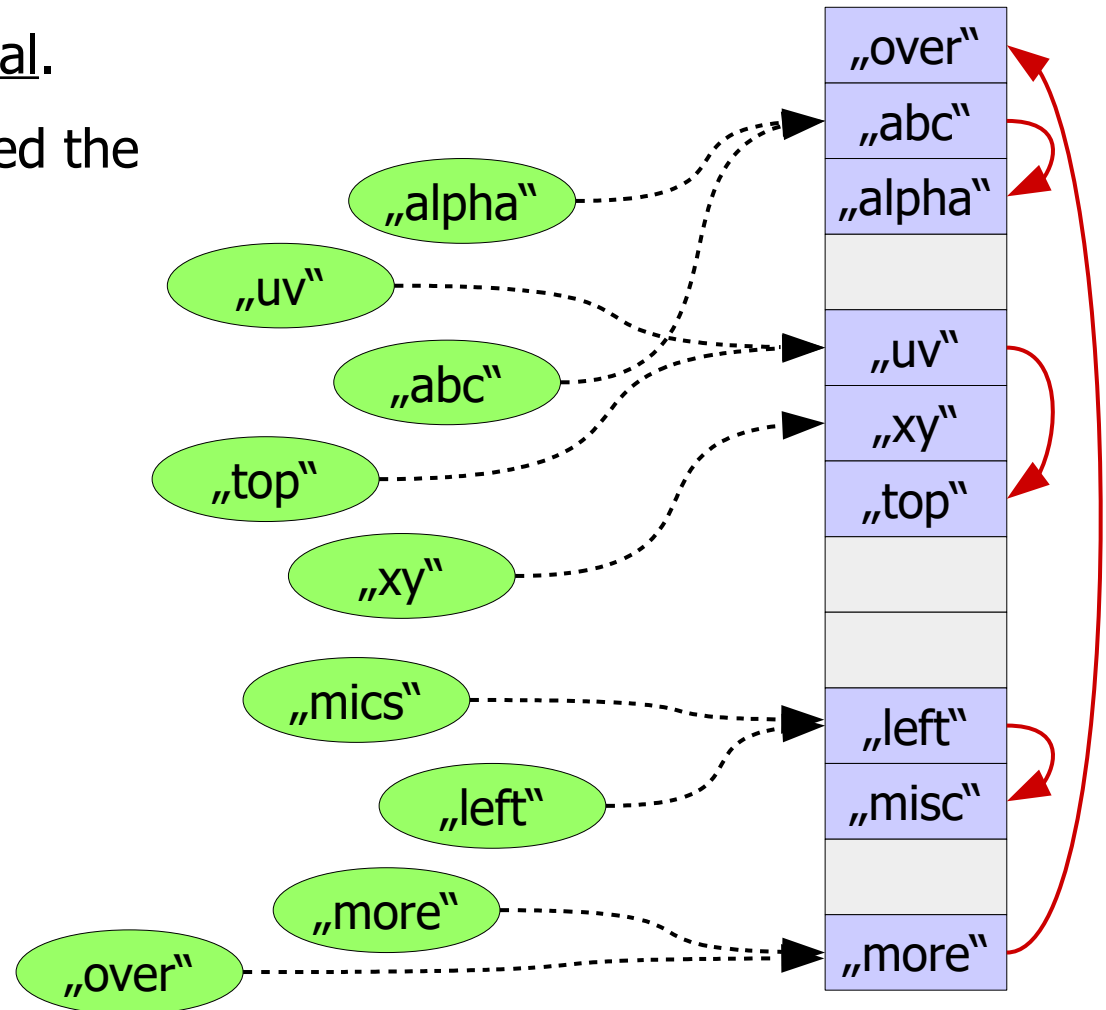 al.
ed the
„over“
„abc“
„alpha“
„alpha“
„uv“
„uv“
„abc“
„xy“
„top“
„top“
„xy“
„mics“
„left“
„left“
„misc“
„more“
„more“
„over“